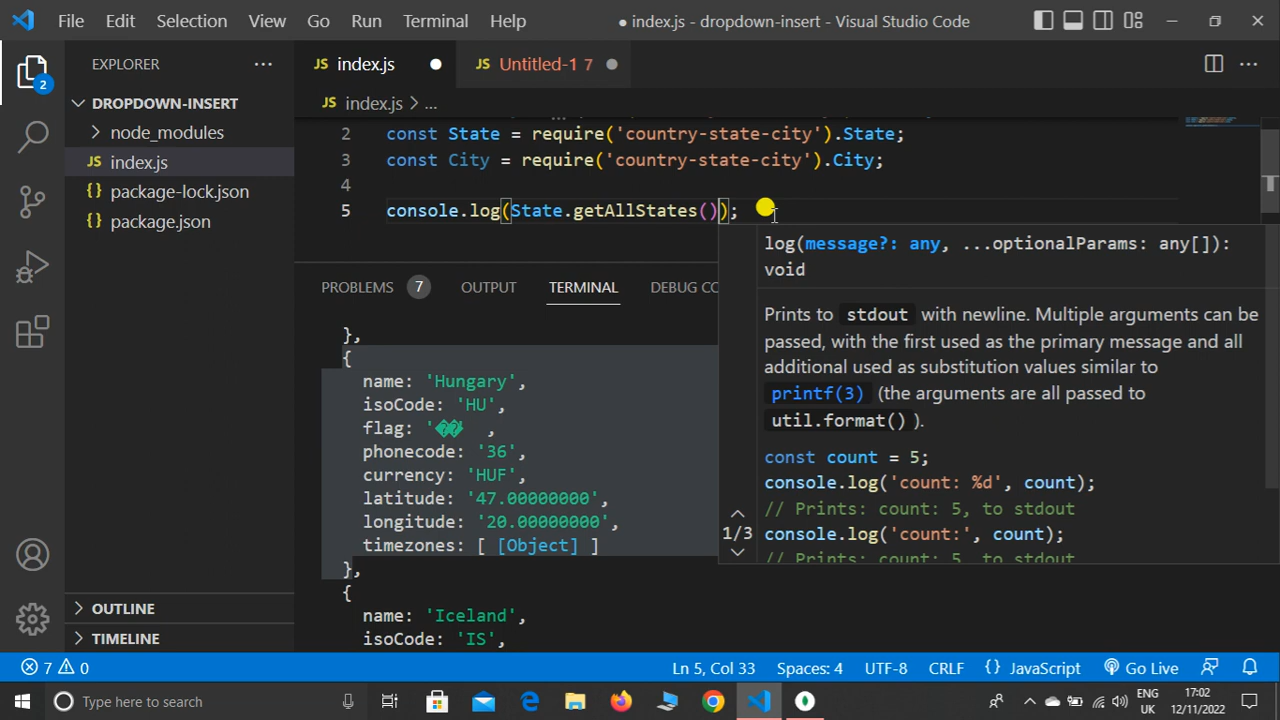 File Edit Selection View Go Run Terminal Help
● index.js - dropdown-insert - Visual Studio Code
EXPLORER
2
DROPDOWN-INSERT
node_modules
JS index.js
{} package-lock.json
{} package.json
OUTLINE
TIMELINE
JS index.js ●
JS Untitled-1 7 ●
JS index.js > ...
2 const State = require('country-state-city').State;
3 const City = require('country-state-city').City;
4
5 console.log(State.getAllStates());
log(message?: any, ...optionalParams: any[]):
void
Prints to stdout with newline. Multiple arguments can be
passed, with the first used as the primary message and all
additional used as substitution values similar to
printf(3) (the arguments are all passed to
util.format() ).
const count = 5;
console.log('count: %d', count);
// Prints: count: 5, to stdout
console.log('count:', count);
// Prints: count: 5, to stdout
1/3
PROBLEMS 7 OUTPUT TERMINAL DEBUG CO
},
{
name: 'Hungary',
isoCode: 'HU',
flag: '�� ,
phonecode: '36',
currency: 'HUF',
latitude: '47.00000000',
longitude: '20.00000000',
timezones: [ [Object] ]
},
{
name: 'Iceland',
isoCode: 'IS',
7 0
Ln 5, Col 33 Spaces: 4 UTF-8 CRLF {} JavaScript Go Live
Type here to search
ENG
UK
17:02
12/11/2022